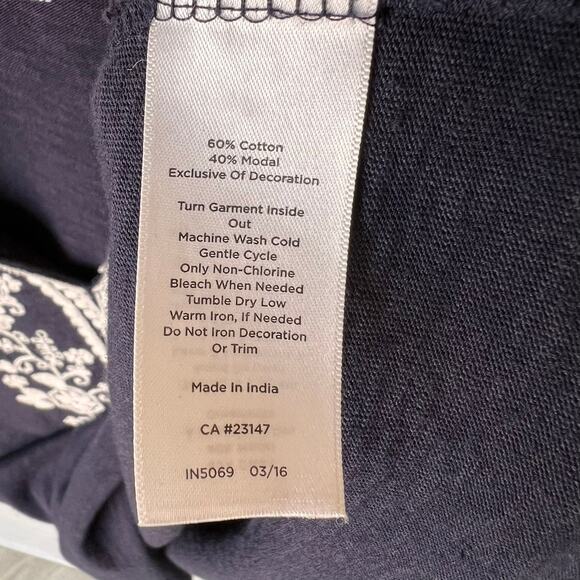 60% Cotton
40% Modal
Exclusive Of Decoration
Turn Garment Inside
Out
Machine Wash Cold
Gentle Cycle
Only Non-Chlorine
Bleach When Needed
Tumble Dry Low
Warm Iron, If Needed
Do Not Iron Decoration
Or Trim
Made In India
CA #23147
IN5069 03/16